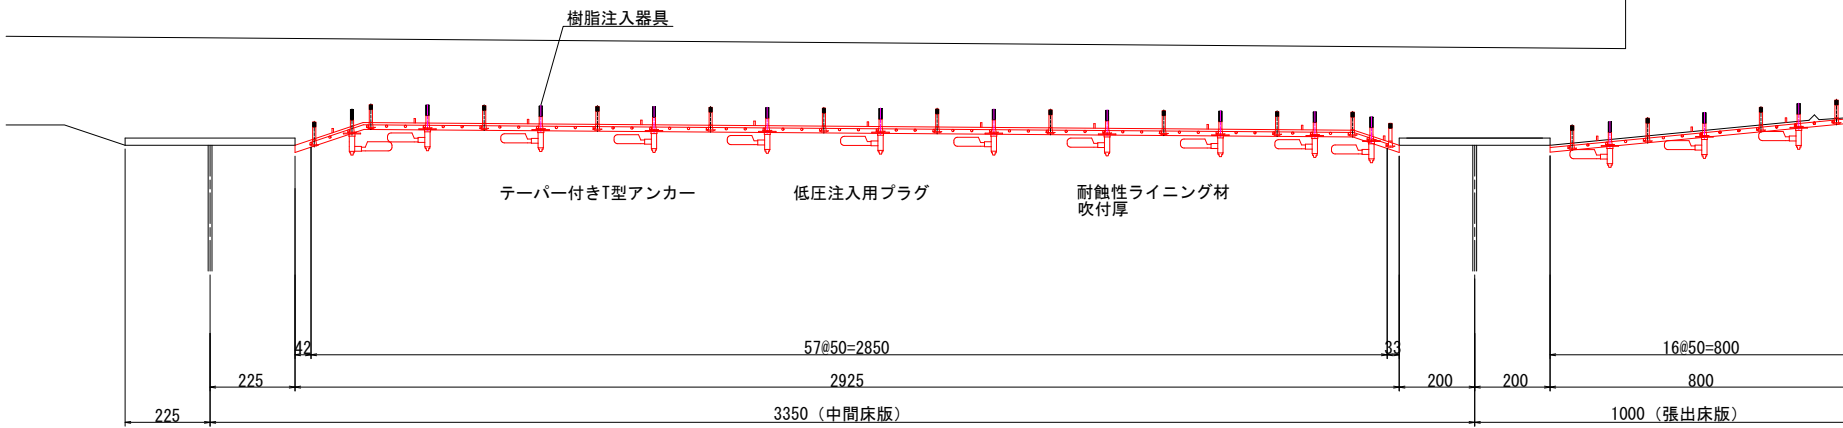 樹脂注入器具
テーパー付きT型アンカー
低圧注入用プラグ
耐蝕性ライニング材
吹付厚
42
57@50=2850
33
16@50=800
225
2925
200
200
800
225
3350（中間床版）
1000（張出床版）